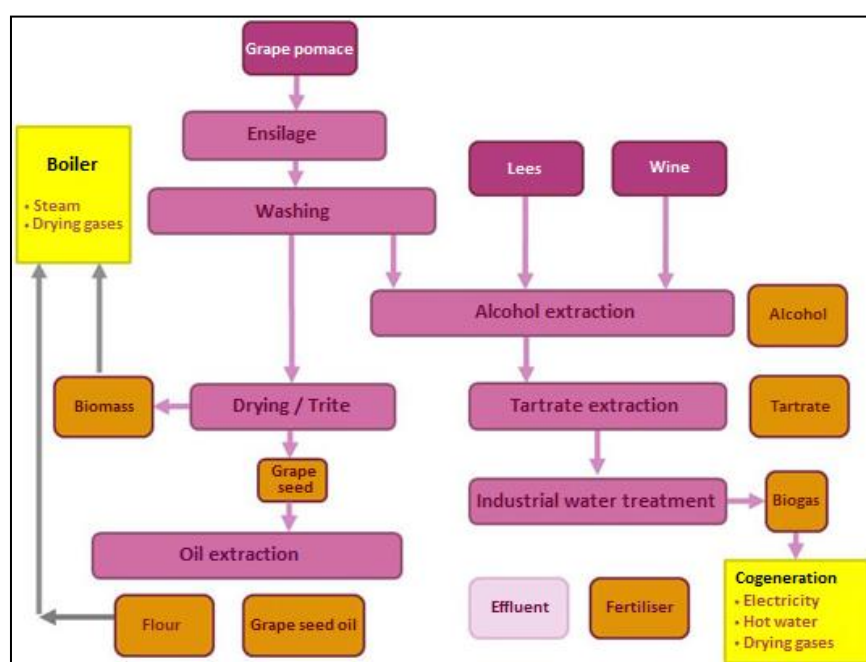 Grape pomace
Ensilage
Boiler
• Steam
• Drying gases
Lees
Wine
Washing
Alcohol extraction
Alcohol
Biomass
Drying / Trite
Tartrate extraction
Tartrate
Grape
seed
Industrial water treatment
Biogas
Oil extraction
Cogeneration
• Electricity
• Hot water
• Drying gases
Effluent
Fertiliser
Flour
Grape seed oil